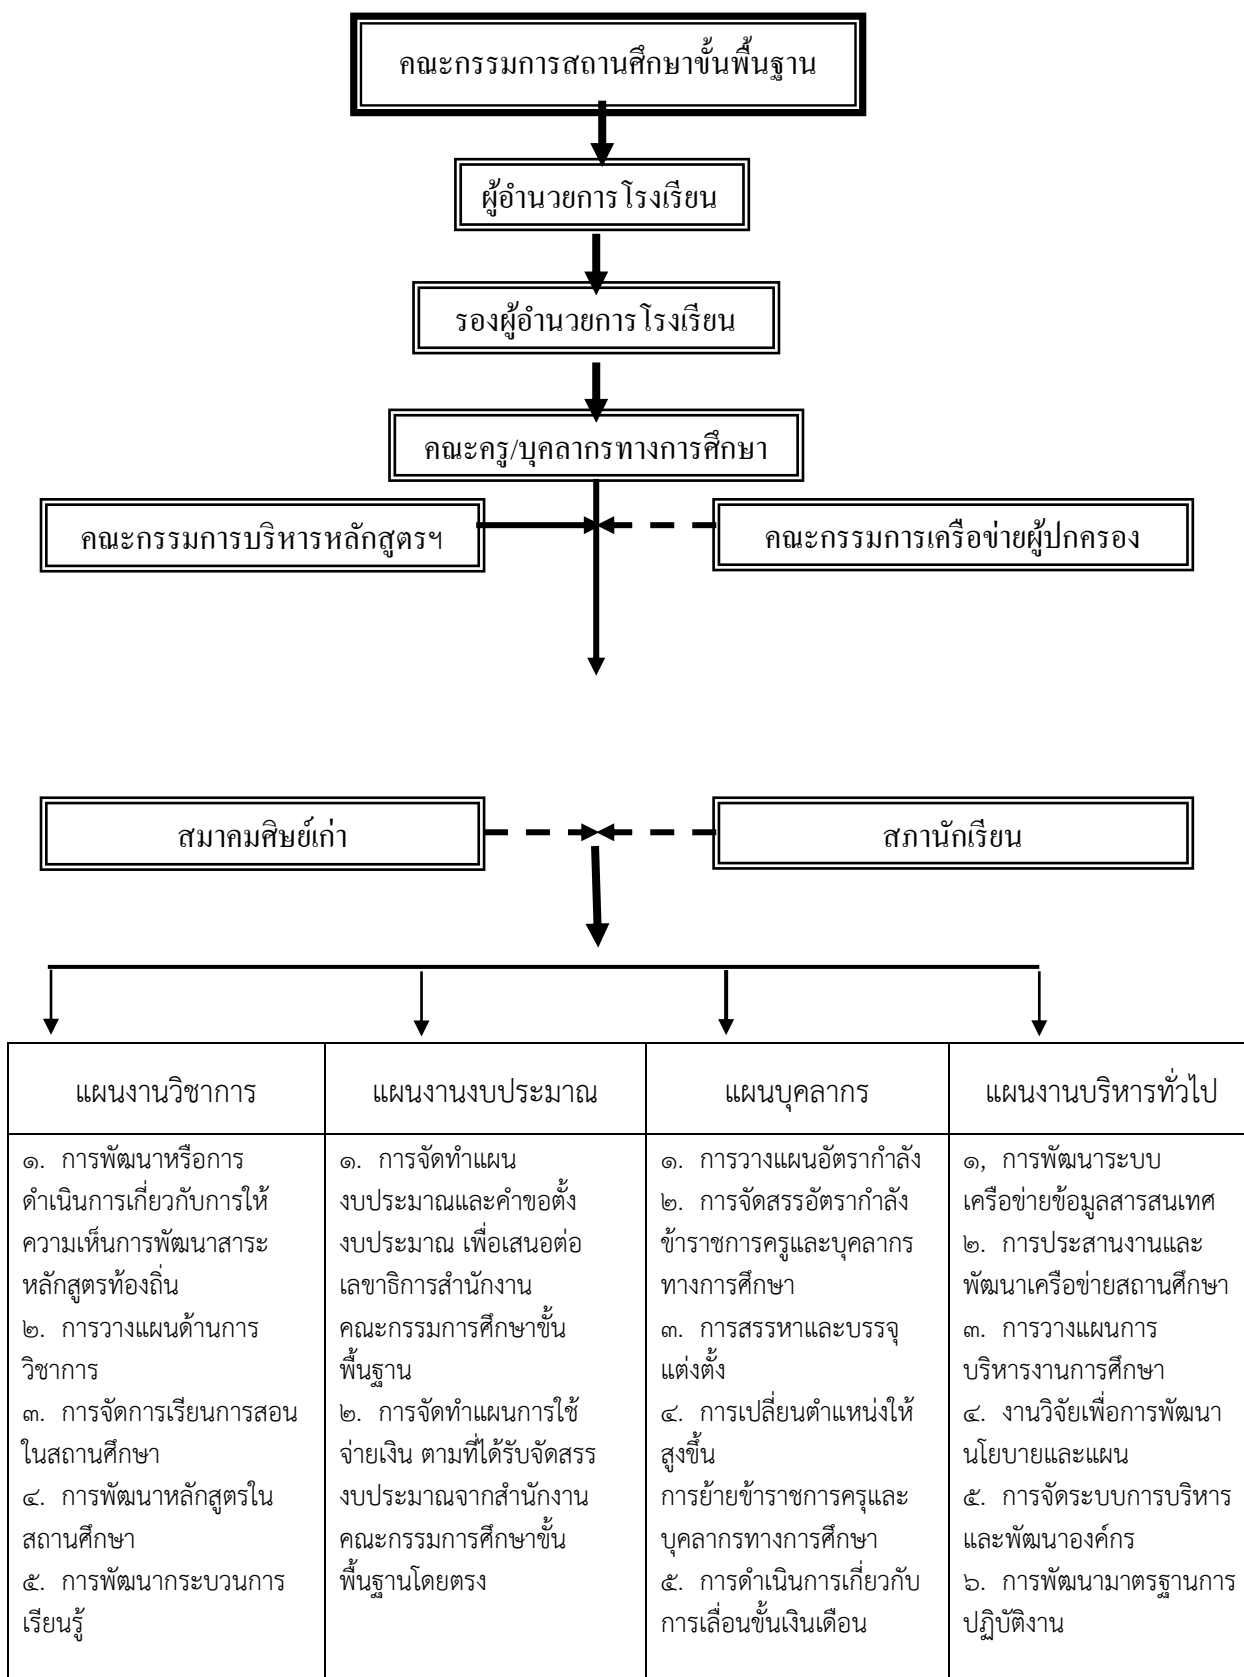 คณะกรรมการสถานศึกษาขั้นพื้นฐาน
ผู้อำนวยการโรงเรียน
รองผู้อำนวยการโรงเรียน
คณะครู/บุคลากรทางการศึกษา
คณะกรรมการบริหารหลักสูตรฯ
คณะกรรมการเครือข่ายผู้ปกครอง
สมาคมศิษย์เก่า
สภานักเรียน
แผนงานวิชาการ
๑. การพัฒนาหรือการ
ดำเนินการเกี่ยวกับการให้
ความเห็นการพัฒนาสาระ
หลักสูตรท้องถิ่น
๒. การวางแผนด้านการ
วิชาการ
๓. การจัดการเรียนการสอน
ในสถานศึกษา
๔. การพัฒนาหลักสูตรใน
สถานศึกษา
๕. การพัฒนากระบวนการ
เรียนรู้
แผนงานงบประมาณ
๑. การจัดทำแผน
งบประมาณและคำขอตั้ง
งบประมาณ เพื่อเสนอต่อ
เลขาธิการสำนักงาน
คณะกรรมการศึกษาขั้น
พื้นฐาน
๒. การจัดทำแผนการใช้
จ่ายเงิน ตามที่ได้รับจัดสรร
งบประมาณจากสำนักงาน
คณะกรรมการศึกษาขั้น
พื้นฐานโดยตรง
แผนบุคลากร
๑. การวางแผนอัตรากำลัง
๒. การจัดสรรอัตรากำลัง
ข้าราชการครูและบุคลากร
ทางการศึกษา
๓. การสรรหาและบรรจุ
แต่งตั้ง
๔. การเปลี่ยนตำแหน่งให้
สูงขึ้น
การย้ายข้าราชการครุและ
บุคลากรทางการศึกษา
๕. การดำเนินการเกี่ยวกับ
การเลื่อนขั้นเงินเดือน
แผนงานบริหารทั่วไป
๑, การพัฒนาระบบ
เครือข่ายข้อมูลสารสนเทศ
๒. การประสานงานและ
พัฒนาเครือข่ายสถานศึกษา
๓. การวางแผนการ
บริหารงานการศึกษา
๔. งานวิจัยเพื่อการพัฒนา
นโยบายและแผน
๕. การจัดระบบการบริหาร
และพัฒนาองค์กร
๖. การพัฒนามาตรฐานการ
ปฏิบัติงาน